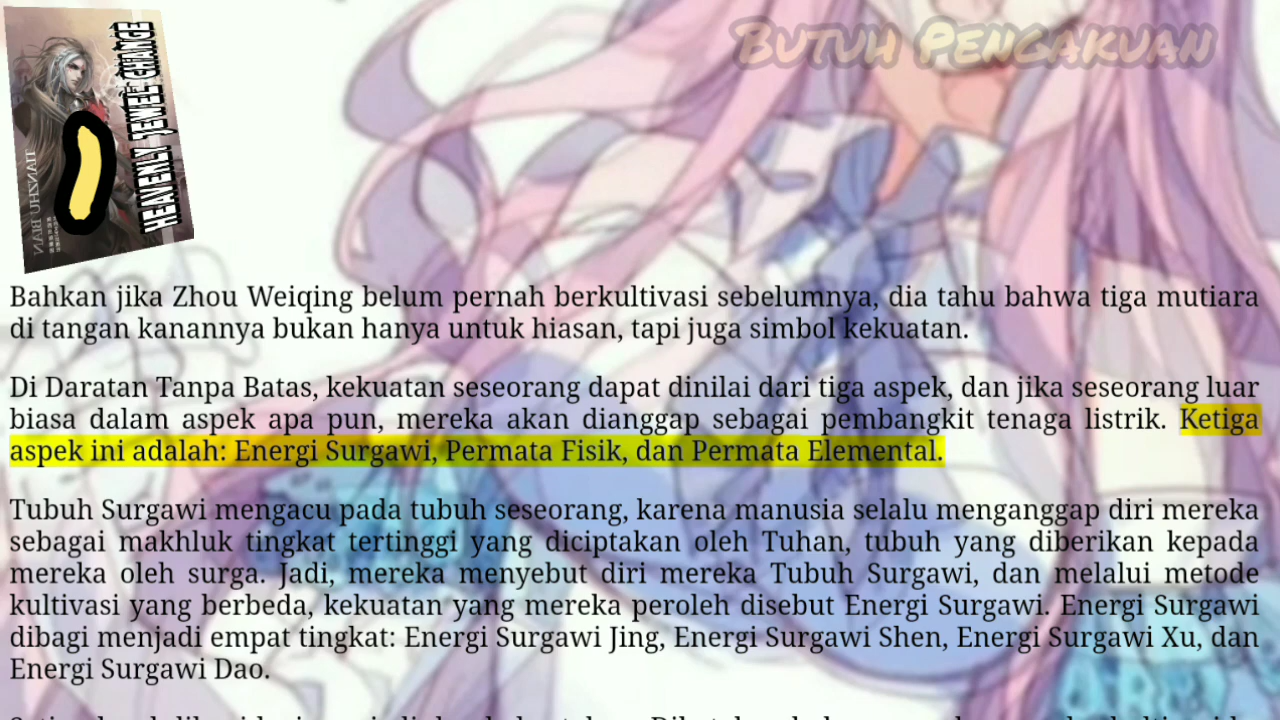 Butuh Pengakuan
HEAVENLY JEWEL CHANGE
TIANZHU BIAN
Bahkan jika Zhou Weiqing belum pernah berkultivasi sebelumnya, dia tahu bahwa tiga mutiara
di tangan kanannya bukan hanya untuk hiasan, tapi juga simbol kekuatan.
Di Daratan Tanpa Batas, kekuatan seseorang dapat dinilai dari tiga aspek, dan jika seseorang luar
biasa dalam aspek apa pun, mereka akan dianggap sebagai pembangkit tenaga listrik. Ketiga
aspek ini adalah: Energi Surgawi, Permata Fisik, dan Permata Elemental.
Tubuh Surgawi mengacu pada tubuh seseorang, karena manusia selalu menganggap diri mereka
sebagai makhluk tingkat tertinggi yang diciptakan oleh Tuhan, tubuh yang diberikan kepada
mereka oleh surga. Jadi, mereka menyebut diri mereka Tubuh Surgawi, dan melalui metode
kultivasi yang berbeda, kekuatan yang mereka peroleh disebut Energi Surgawi. Energi Surgawi
dibagi menjadi empat tingkat: Energi Surgawi Jing, Energi Surgawi Shen, Energi Surgawi Xu, dan
Energi Surgawi Dao.